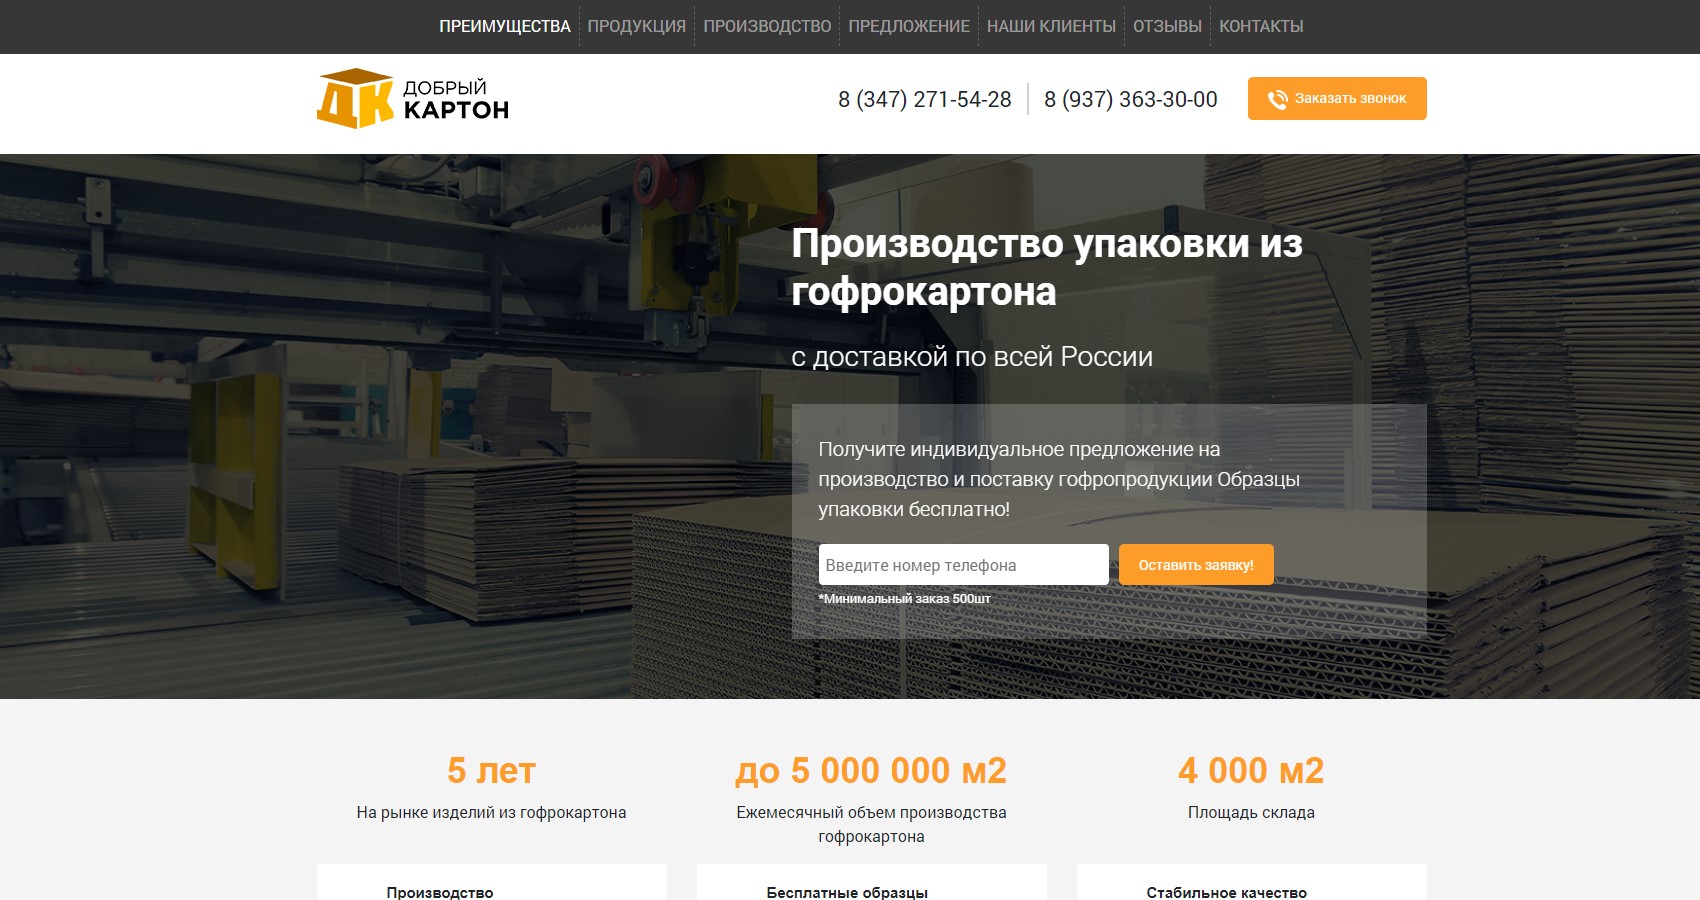 ПРЕИМУЩЕСТВА ПРОДУКЦИЯ ПРОИЗВОДСТВО ПРЕДЛОЖЕНИЕ НАШИ КЛИЕНТЫ ОТЗЫВЫ КОНТАКТЫ
ДК
ДОБРЫЙ
КАРТОН
8 (347) 271-54-28 8 (937) 363-30-00 Заказать звонок
Производство упаковки из
гофрокартона
с доставкой по всей России
Получите индивидуальное предложение на
производство и поставку гофропродукции Образцы
упаковки бесплатно!
Введите номер телефона Оставить заявку!
*Минимальный заказ 500шт
5 лет
На рынке изделий из гофрокартона
до 5 000 000 м2
Ежемесячный объем производства
гофрокартона
4 000 м2
Площадь склада
Производство
Бесплатные образцы
Стабильное качество